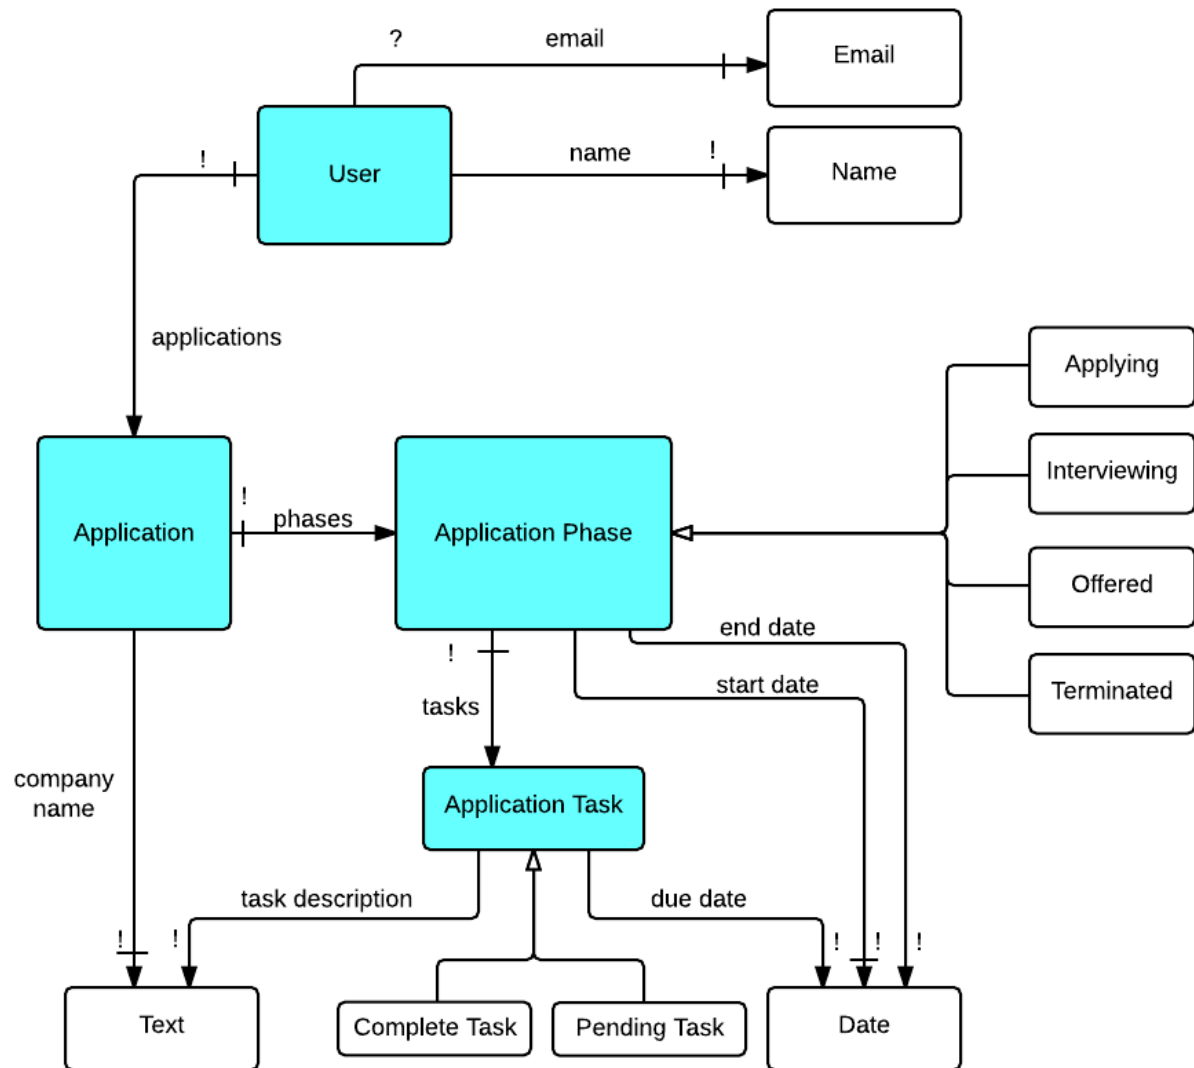 ? email
Email
! name !
Name
User
applications
Applying
Interviewing
Offered
Terminated
!
phases
Application
Application Phase
end date
start date
!
tasks
company
name
Application Task
task description
due date
! ! ! ! !
Text
Complete Task
Pending Task
Date